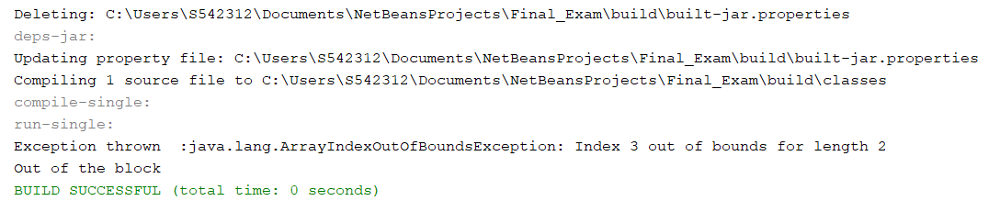 Deleting: C:\Users\S542312\Documents\NetBeansProjects\Final_Exam\build\built-jar.properties
deps-jar:
Updating property file: C:\Users\S542312\Documents\NetBeansProjects\Final_Exam\build\built-jar.properties
Compiling 1 source file to C:\Users\S542312\Documents\NetBeansProjects\Final_Exam\build\classes
compile-single:
run-single:
Exception thrown  :java.lang.ArrayIndexOutOfBoundsException: Index 3 out of bounds for length 2
Out of the block
BUILD SUCCESSFUL (total time: 0 seconds)